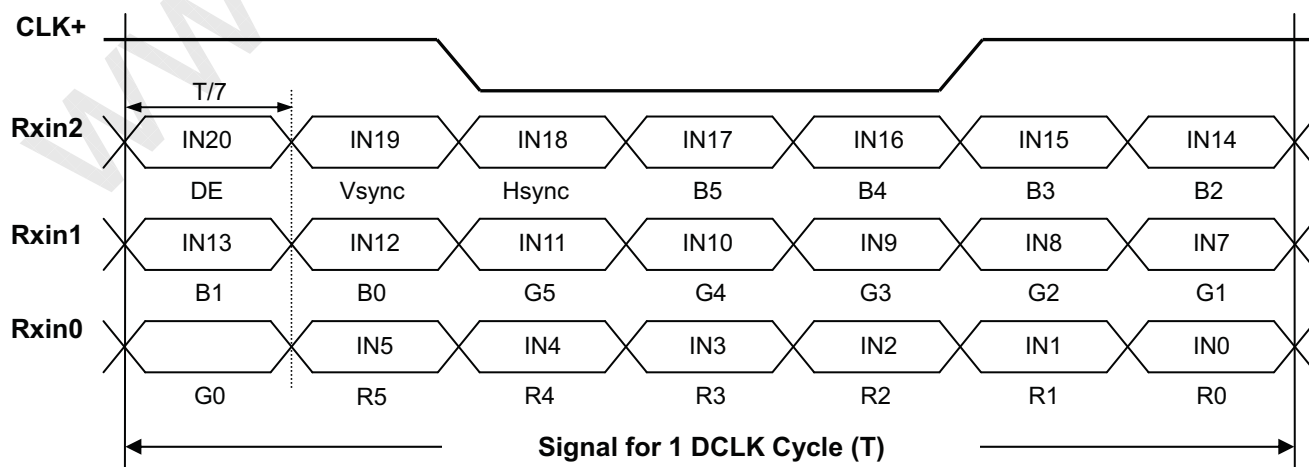 CLK+
T/7
Rxin2 IN20 IN19 IN18 IN17 IN16 IN15 IN14
DE Vsync Hsync B5 B4 B3 B2
Rxin1 IN13 IN12 IN11 IN10 IN9 IN8 IN7
B1 B0 G5 G4 G3 G2 G1
Rxin0 IN5 IN4 IN3 IN2 IN1 IN0
G0 R5 R4 R3 R2 R1 R0
Signal for 1 DCLK Cycle (T)